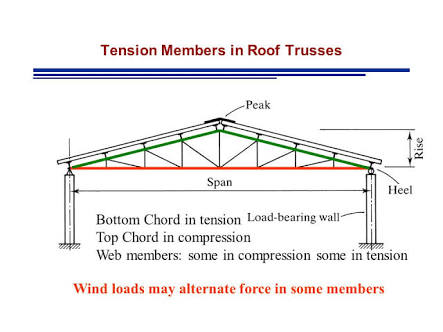 Tension Members in Roof Trusses
Peak
Rise
Span
Heel
Bottom Chord in tension
Load-bearing wall
Top Chord in compression
Web members: some in compression some in tension
Wind loads may alternate force in some members